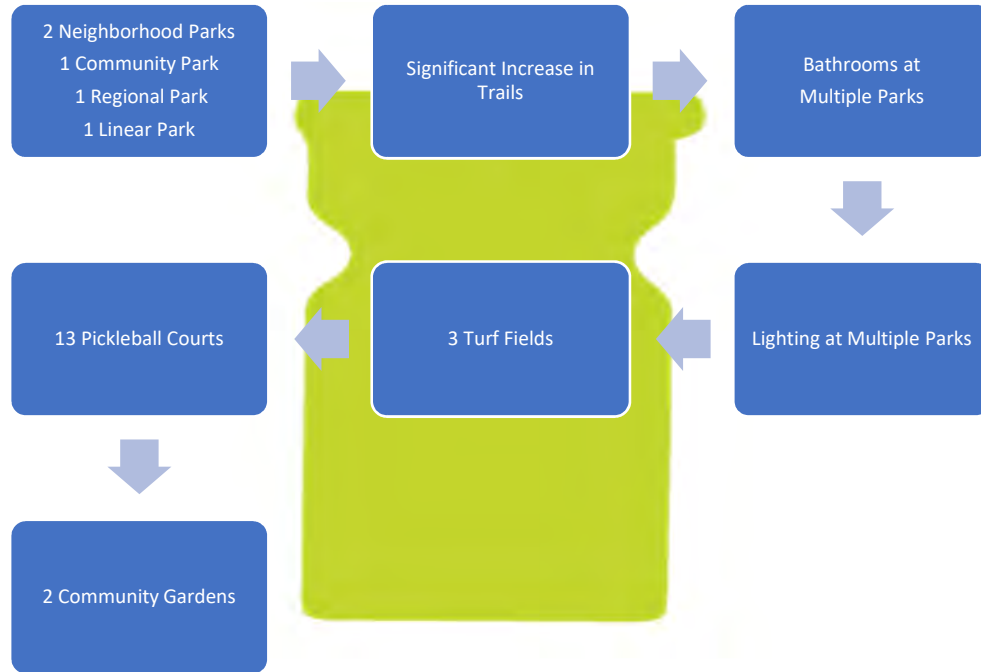 2 Neighborhood Parks
1 Community Park
1 Regional Park
1 Linear Park
Significant Increase in
Trails
Bathrooms at
Multiple Parks
Lighting at Multiple Parks
3 Turf Fields
13 Pickleball Courts
2 Community Gardens